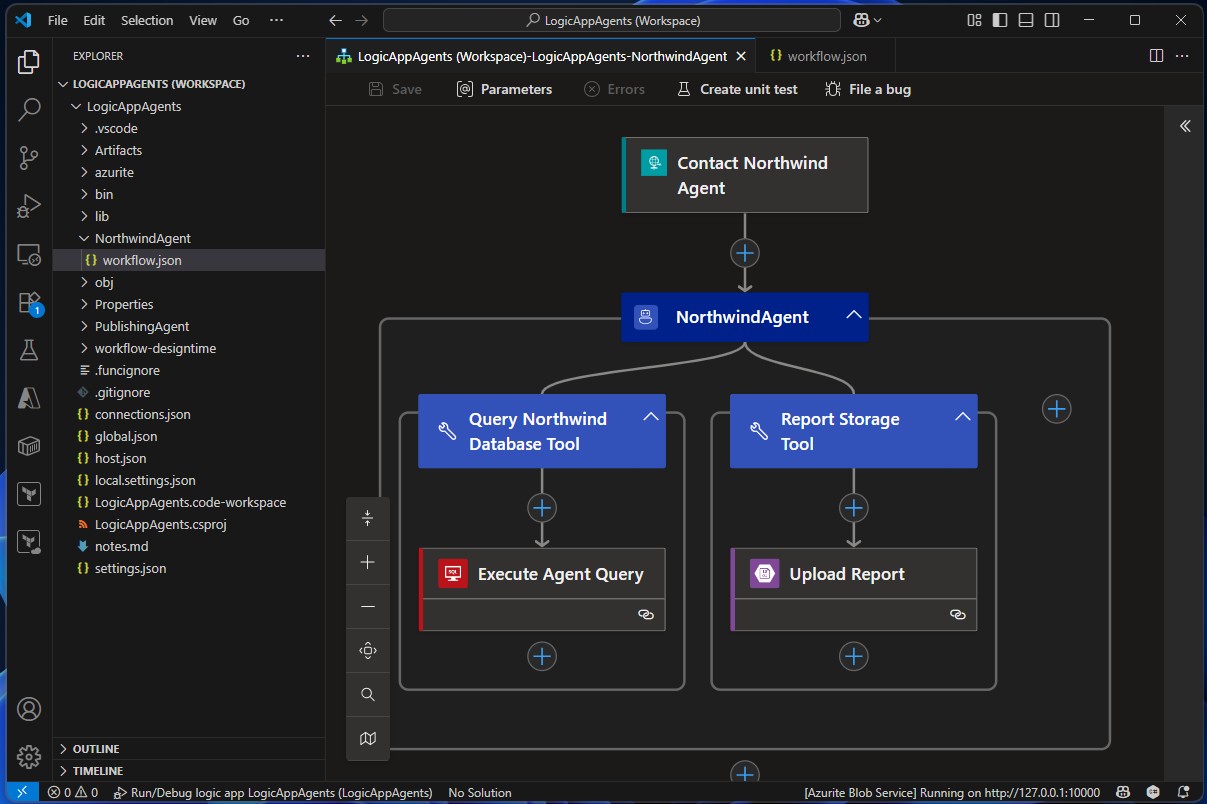 File Edit Selection View Go ···
LogicAppAgents (Workspace)
EXPLORER
LOGICAPPAGENTS (WORKSPACE)
LogicAppAgents
.vscode
Artifacts
azurite
bin
lib
NorthwindAgent
{} workflow.json
obj
Properties
PublishingAgent
workflow-designtime
.funcignore
.gitignore
{} connections.json
{} global.json
{} host.json
{} local.settings.json
{} LogicAppAgents.code-workspace
LogicAppAgents.csproj
notes.md
{} settings.json
OUTLINE
TIMELINE
1
LogicAppAgents (Workspace)-LogicAppAgents-NorthwindAgent
{} workflow.json
Save Parameters Errors Create unit test File a bug
Contact Northwind
Agent
NorthwindAgent
Query Northwind
Database Tool
Report Storage
Tool
SQL Execute Agent Query
Upload Report
0 0 Run/Debug logic app LogicAppAgents (LogicAppAgents) No Solution [Azurite Blob Service] Running on http://127.0.0.1:10000